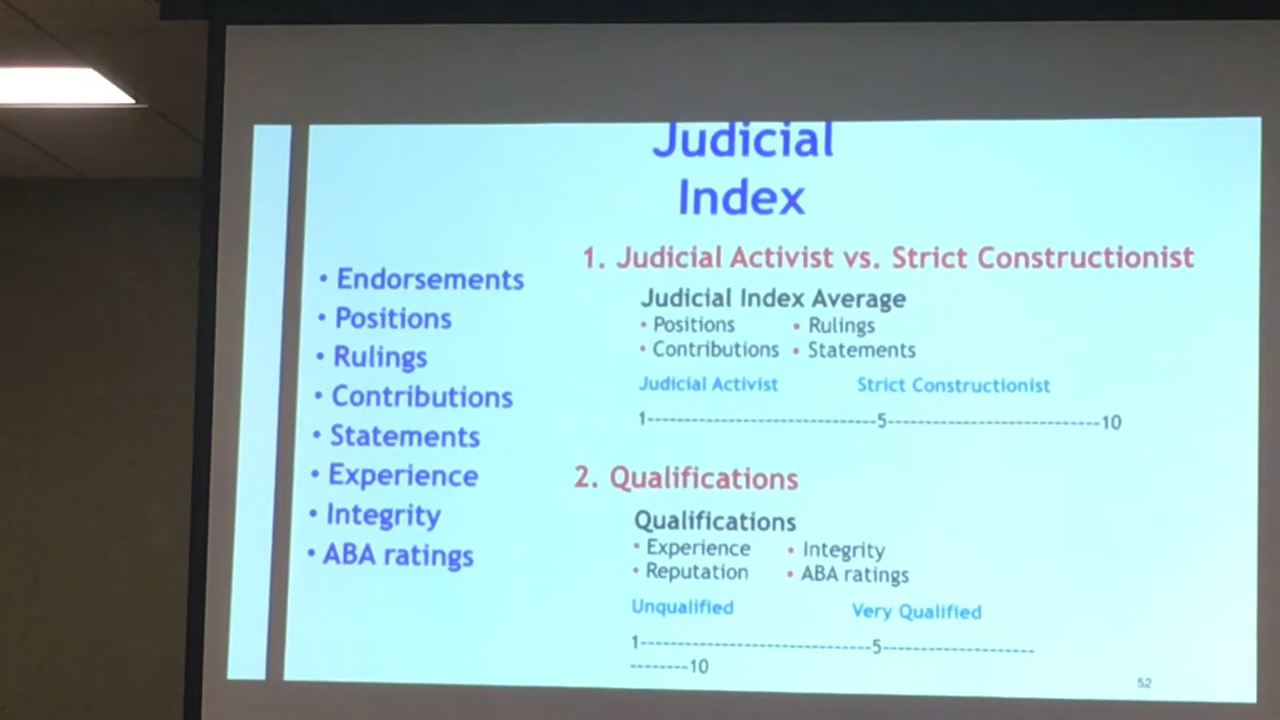 Judicial
Index
• Endorsements
• Positions
• Rulings
• Contributions
• Statements
• Experience
• Integrity
• ABA ratings
1. Judicial Activist vs. Strict Constructionist
Judicial Index Average
• Positions • Rulings
• Contributions • Statements
Judicial Activist Strict Constructionist
1---------------------------5-------------------------10
2. Qualifications
Qualifications
• Experience • Integrity
• Reputation • ABA ratings
Unqualified Very Qualified
1---------------------------5------------------
-------10
52